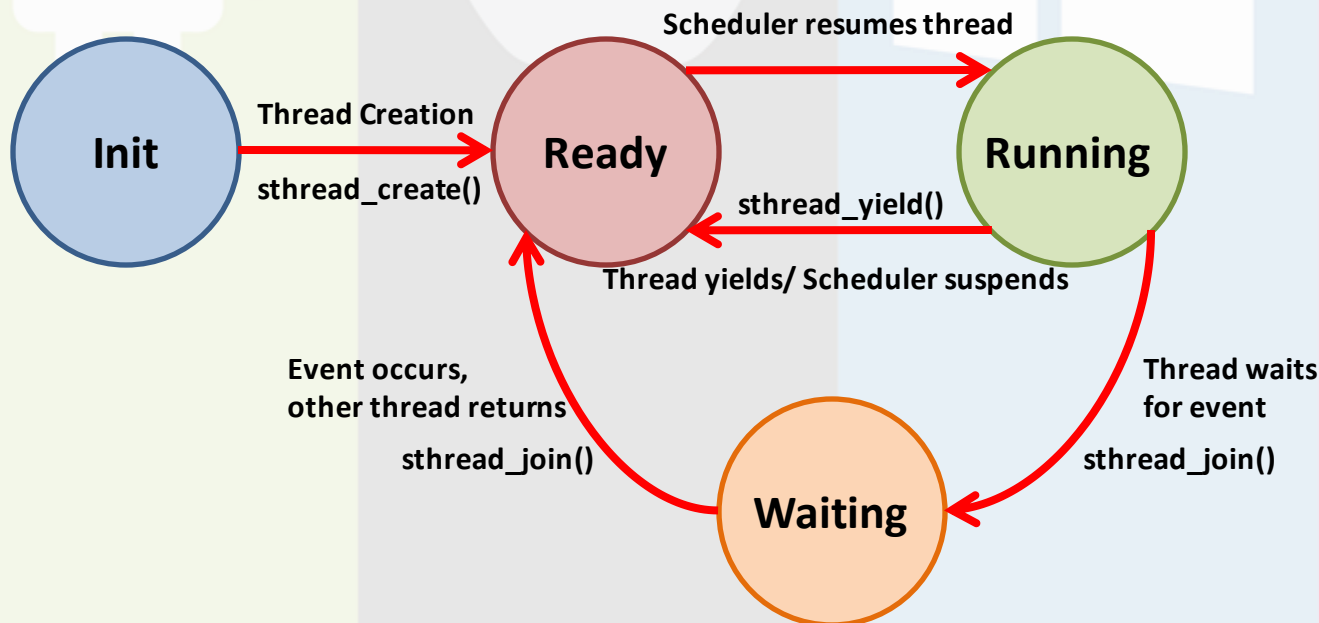 Scheduler resumes thread
Init
Thread Creation
sthread_create()
Ready
Running
sthread_yield()
Thread yields/ Scheduler suspends
Event occurs,
other thread returns
sthread_join()
Thread waits
for event
sthread_join()
Waiting